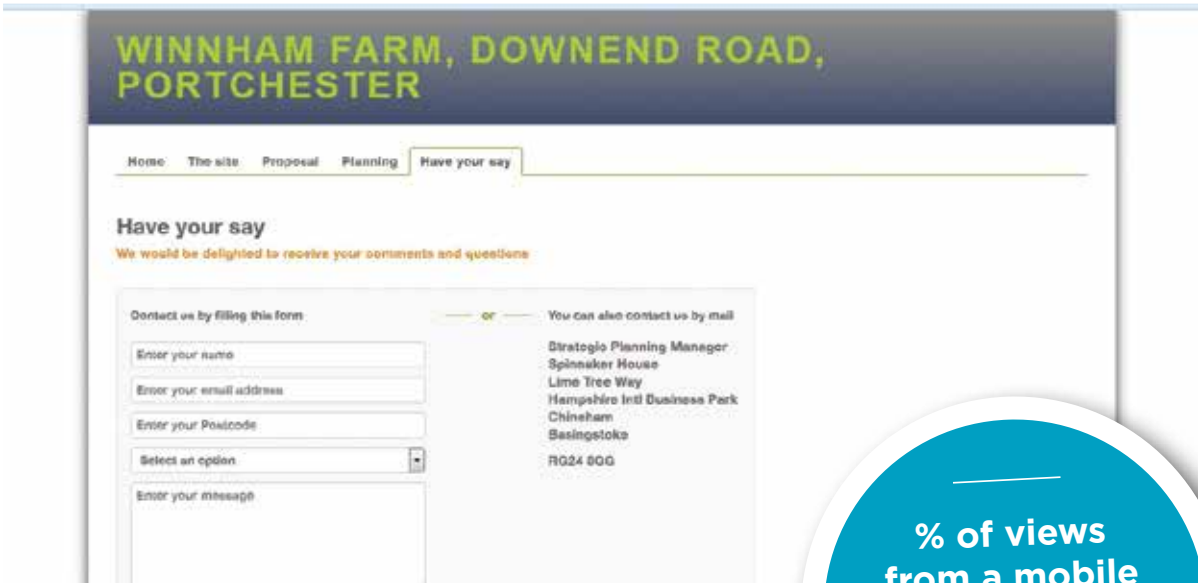 WINNHAM FARM, DOWNEND ROAD,
PORTCHESTER
Home The site Proposal Planning Have your say
Have your say
We would be delighted to receive your comments and questions
Contact us by filling this form
or
You can also contact us by mail
Enter your name
Enter your email address
Enter your Postcode
Select an option
Enter your message
Strategic Planning Manager
Spinnaker House
Lime Tree Way
Hampshire Intl Business Park
Chineham
Basingstoke
RG24 8GG
% of views
from a mobile